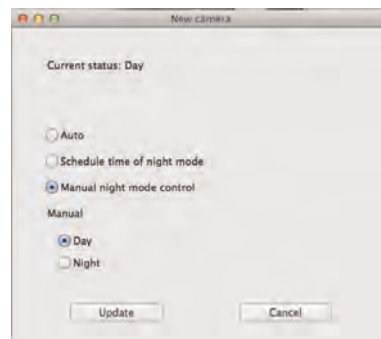 New camera
Current status: Day
Auto
Schedule time of night mode
Manual night mode control
Manual
Day
Night
Update Cancel